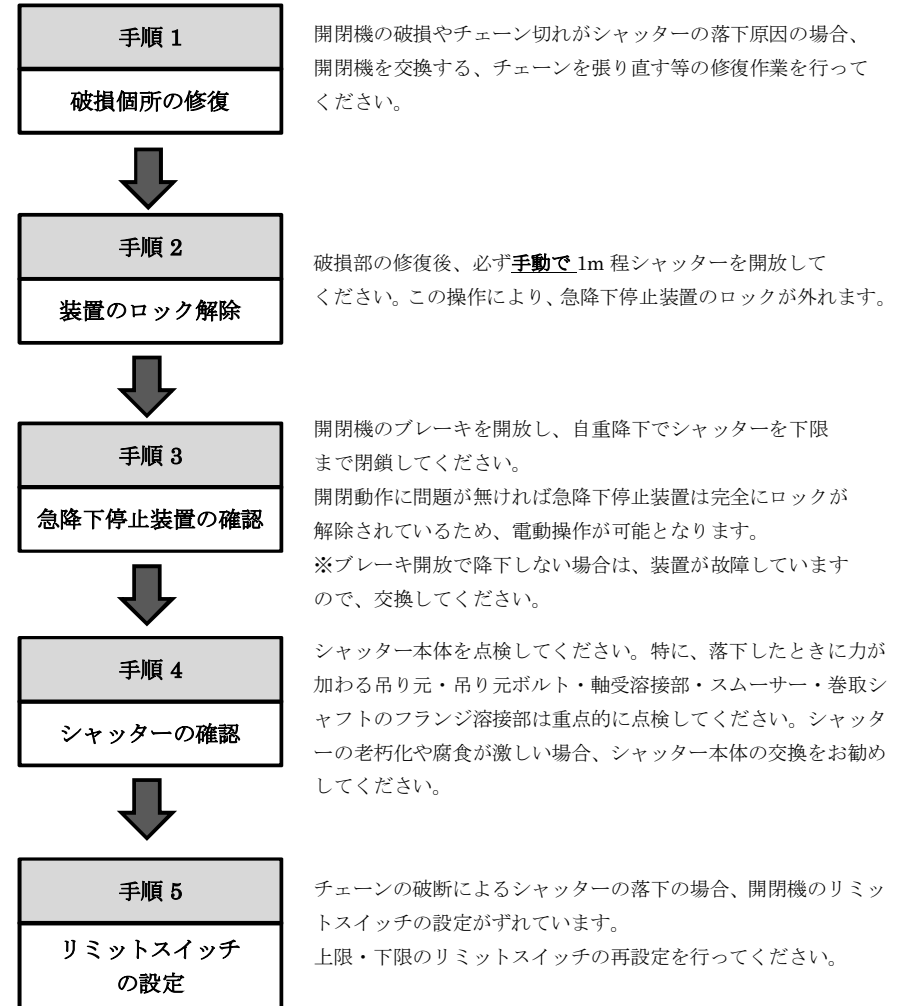 手順 1
破損個所の修復
開閉機の破損やチェーン切れがシャッターの落下原因の場合、
開閉機を交換する、チェーンを張り直す等の修復作業を行って
ください。
手順 2
装置のロック解除
破損部の修復後、必ず手動で 1m 程シャッターを開放して
ください。この操作により、急降下停止装置のロックが外れます。
手順 3
急降下停止装置の確認
開閉機のブレーキを開放し、自重降下でシャッターを下限
まで閉鎖してください。
開閉動作に問題が無ければ急降下停止装置は完全にロックが
解除されているため、電動操作が可能となります。
※ブレーキ開放で降下しない場合は、装置が故障しています
ので、交換してください。
手順 4
シャッターの確認
シャッター本体を点検してください。特に、落下したときに力が
加わる吊り元・吊り元ボルト・軸受溶接部・スムーサー・巻取シ
ャフトのフランジ溶接部は重点的に点検してください。シャッタ
ーの老朽化や腐食が激しい場合、シャッター本体の交換をお勧め
してください。
手順 5
リミットスイッチ
の設定
チェーンの破断によるシャッターの落下の場合、開閉機のリミッ
トスイッチの設定がずれています。
上限・下限のリミットスイッチの再設定を行ってください。